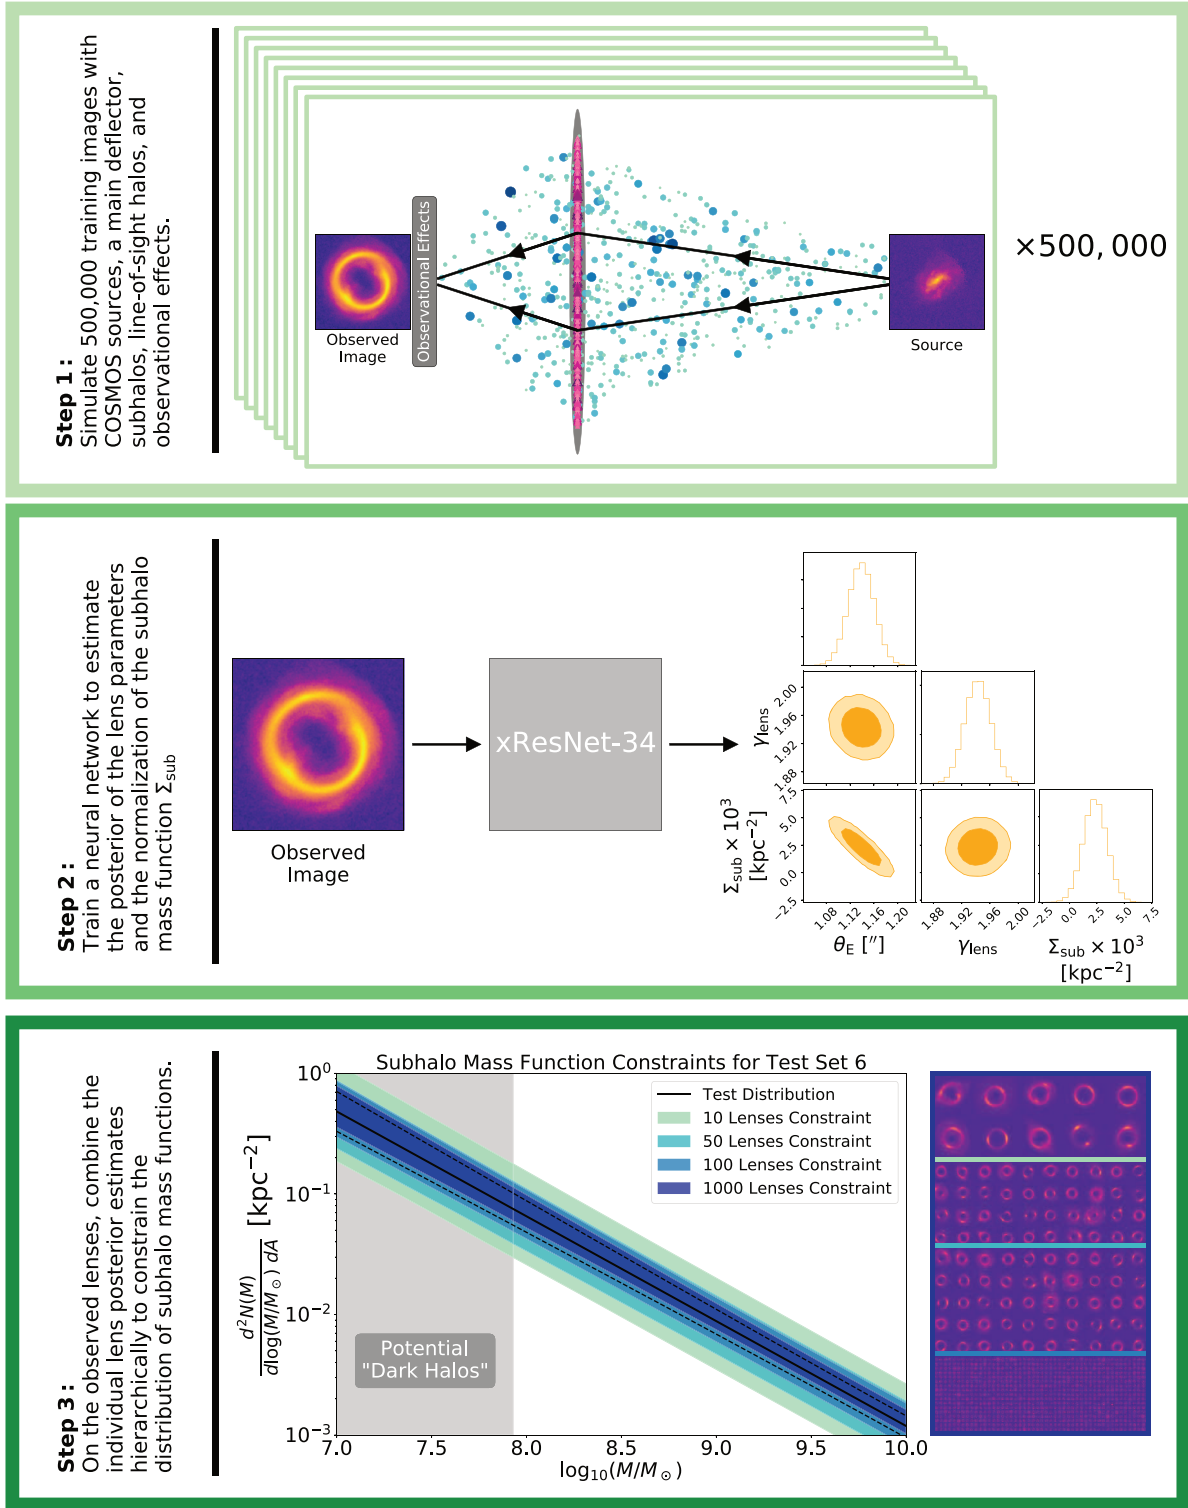 Step 1 :
Simulate 500,000 training images with
COSMOS sources, a main deflector,
subhalos, line-of-sight halos, and
observational effects.
Observed
Image
Observational Effects
Source
×500, 000
Step 2 :
Train a neural network to estimate
the posterior of the lens parameters
and the normalization of the subhalo
mass function Σsub
Observed
Image
xResNet-34
γlens
2.00
1.96
1.92
1.88
Σsub × 10³
[kpc⁻²]
7.5
5.0
2.5
0.0
−2.5
1.08
1.12
1.16
1.20
θE [″]
1.88
1.92
1.96
2.00
γlens
−2.5
0.0
2.5
5.0
7.5
Σsub × 10³
[kpc⁻²]
Step 3 :
On the observed lenses, combine the
individual lens posterior estimates
hierarchically to constrain the
distribution of subhalo mass functions.
Subhalo Mass Function Constraints for Test Set 6
d²N(M)
dlog(M/M⊙) dA
[kpc⁻²]
10⁰
10⁻¹
10⁻²
10⁻³
Test Distribution
10 Lenses Constraint
50 Lenses Constraint
100 Lenses Constraint
1000 Lenses Constraint
Potential
"Dark Halos"
7.0 7.5 8.0 8.5 9.0 9.5 10.0
log₁₀(M/M⊙)